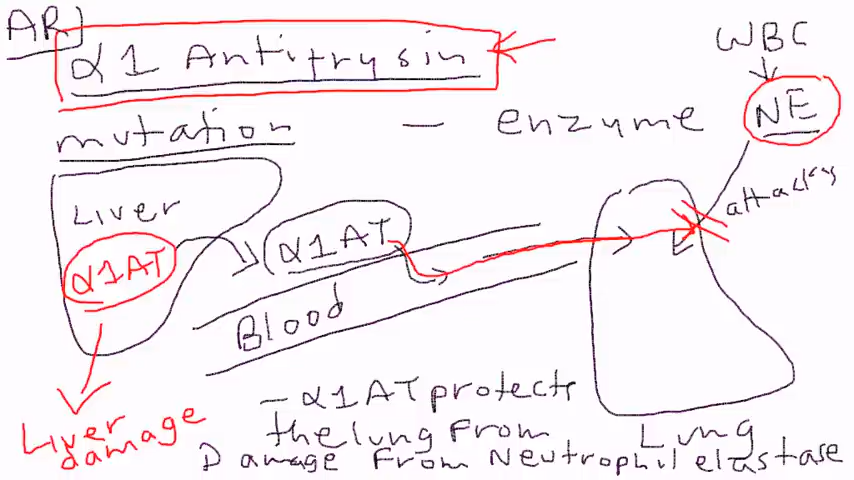 AR
α1 Antitrysin
WBC
NE
mutation - enzyme
attacks
Liver
α1AT
α1AT
Blood
Liver
damage
- α1AT protects
the lung From
Damage From Neutrophil elastase
Lung